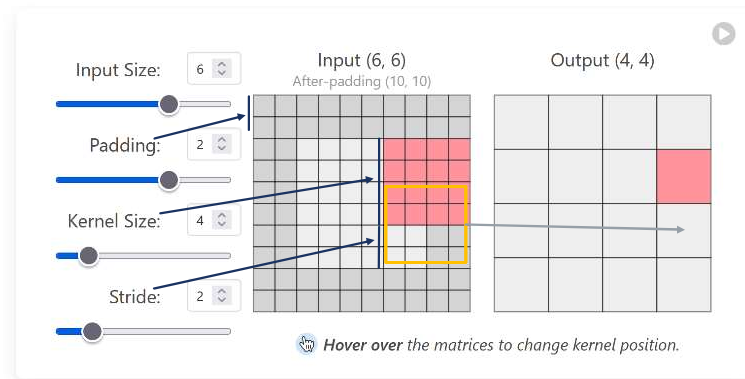 Input Size:
6
Padding:
2
Kernel Size:
4
Stride:
2
Input (6, 6)
After-padding (10, 10)
Output (4, 4)
Hover over the matrices to change kernel position.